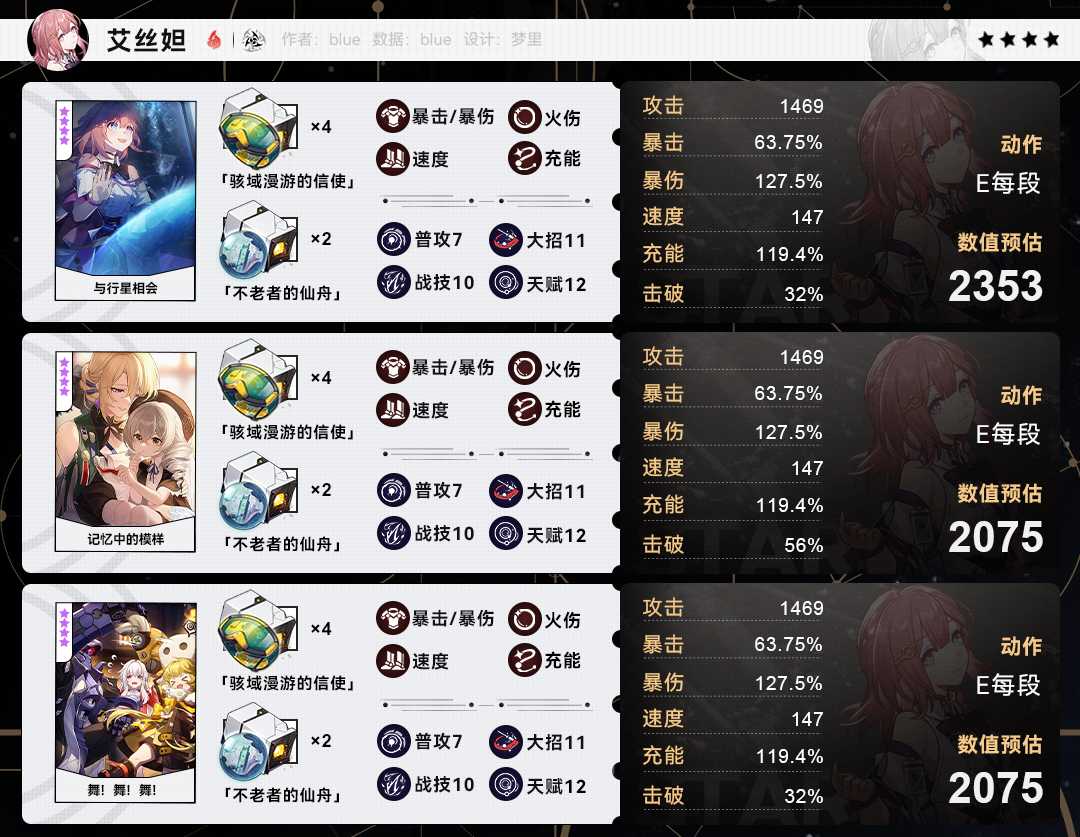 艾丝妲 作者：blue 数据：blue 设计：梦里
与行星相会
×4
「骇域漫游的信使」
×2
「不老者的仙舟」
暴击/暴伤 火伤
速度 充能
普攻7 大招11
战技10 天赋12
攻击 1469
暴击 63.75%
暴伤 127.5%
速度 147
充能 119.4%
击破 32%
动作
E每段
数值预估
2353
记忆中的模样
×4
「骇域漫游的信使」
×2
「不老者的仙舟」
暴击/暴伤 火伤
速度 充能
普攻7 大招11
战技10 天赋12
攻击 1469
暴击 63.75%
暴伤 127.5%
速度 147
充能 119.4%
击破 56%
动作
E每段
数值预估
2075
舞！舞！舞！
×4
「骇域漫游的信使」
×2
「不老者的仙舟」
暴击/暴伤 火伤
速度 充能
普攻7 大招11
战技10 天赋12
攻击 1469
暴击 63.75%
暴伤 127.5%
速度 147
充能 119.4%
击破 32%
动作
E每段
数值预估
2075